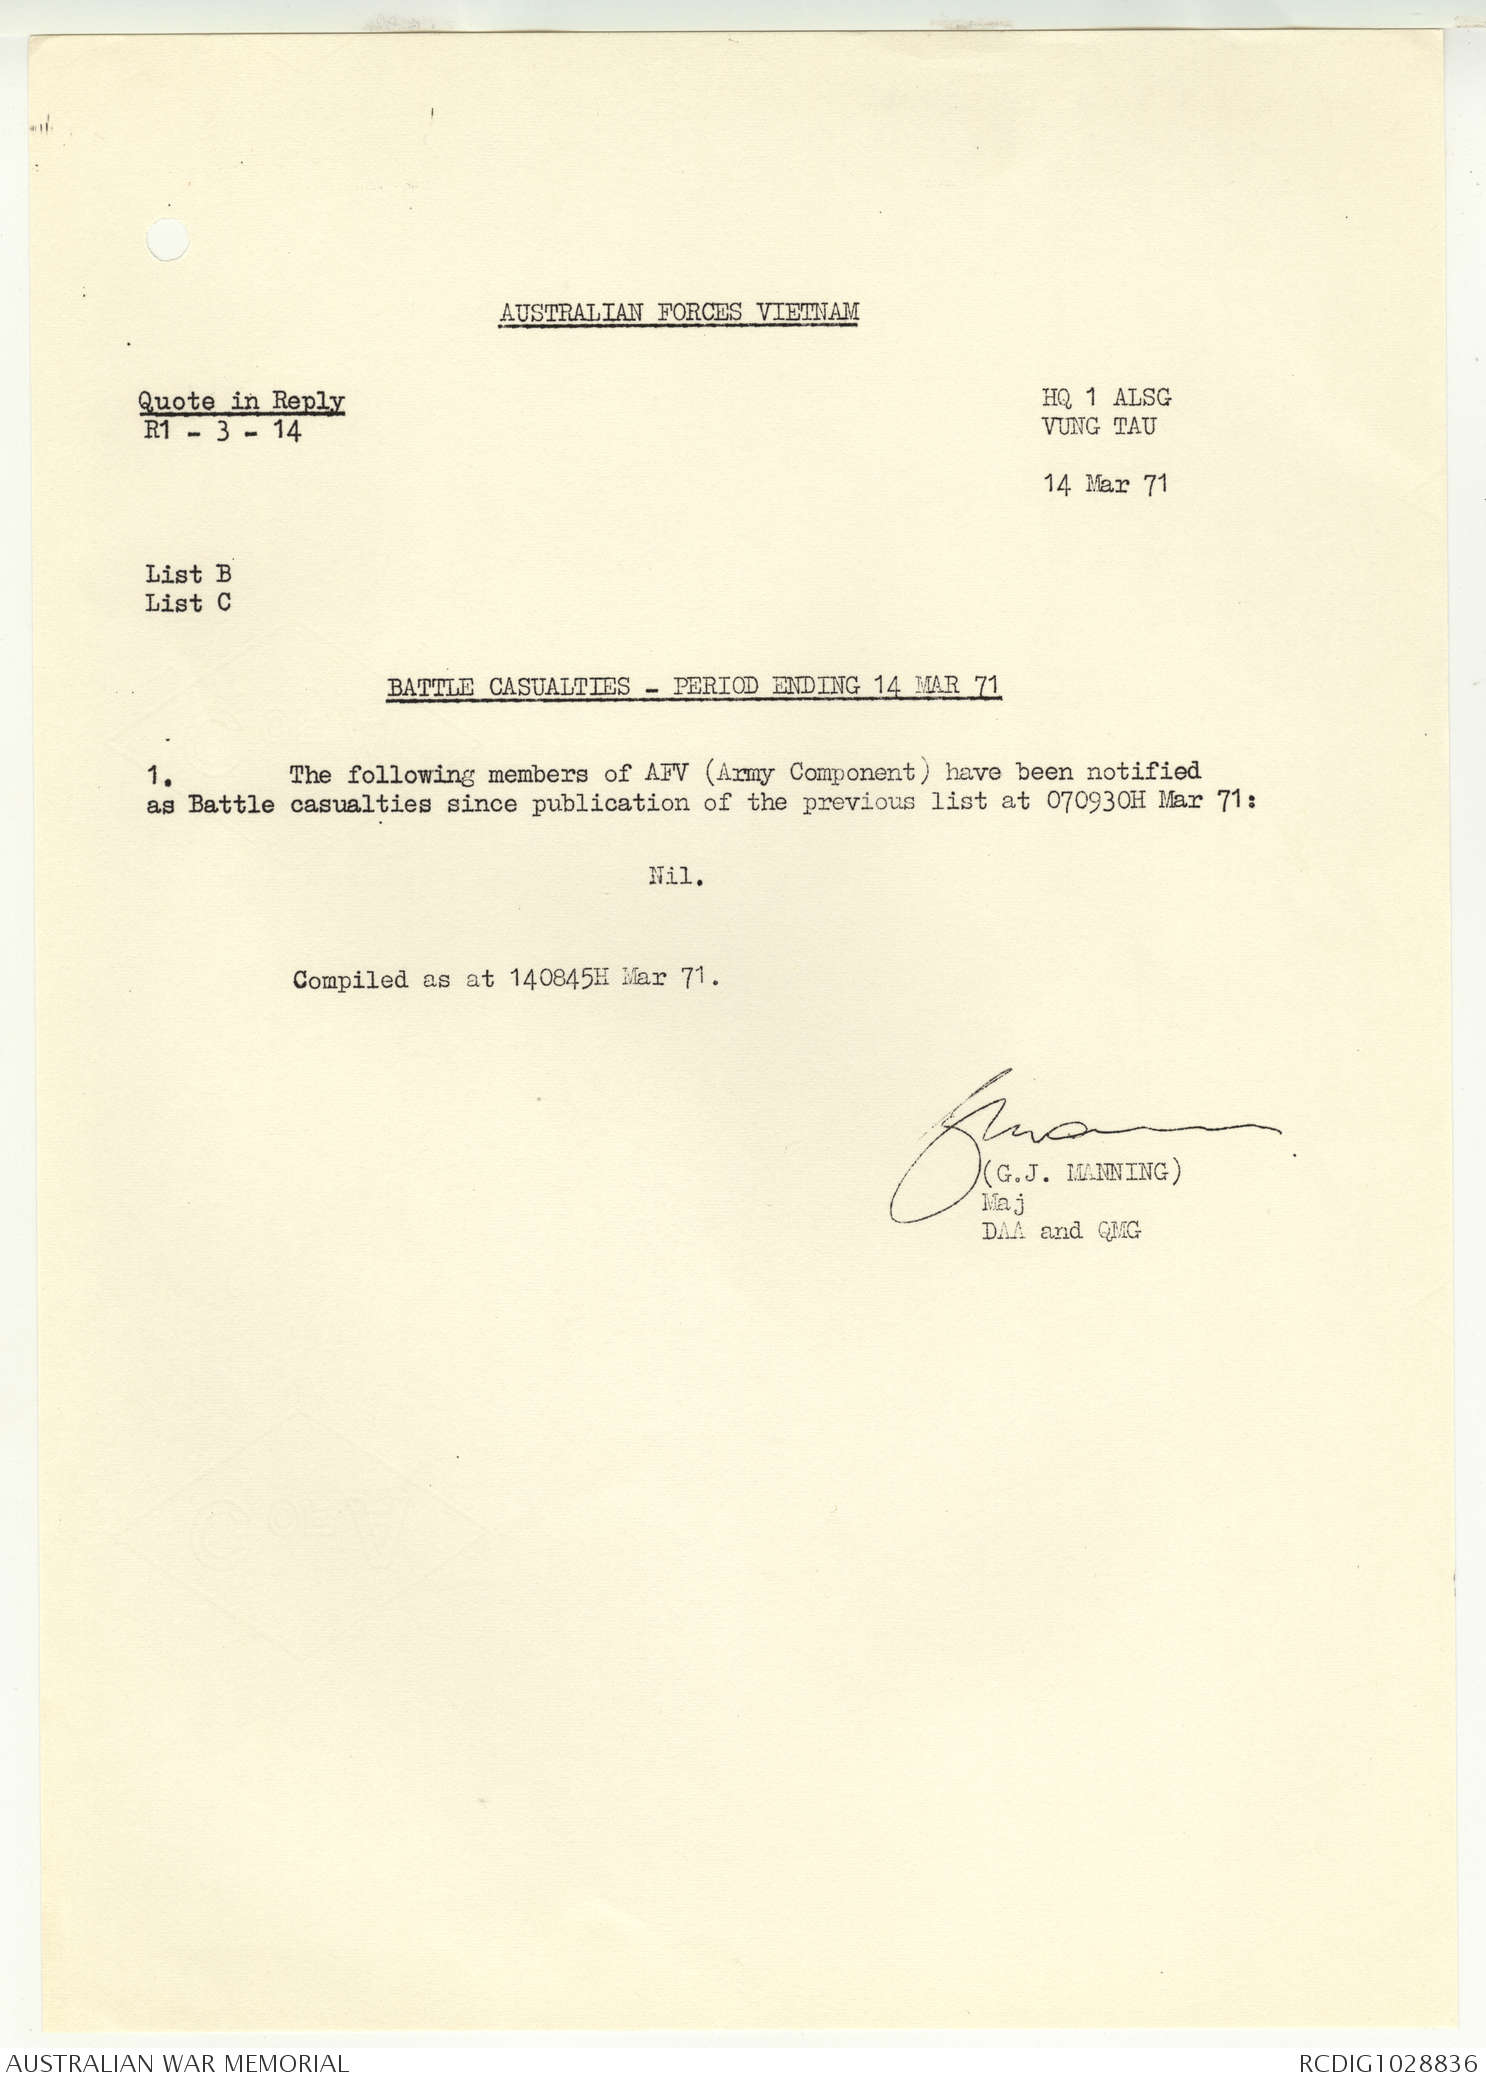 AUSTRALIAN FORCES VIETNAM
Quote in Reply
R1 - 3 - 14
HQ 1 ALSG
VUNG TAU
14 Mar 71
List B
List C
BATTLE CASUALTIES - PERIOD ENDING 14 MAR 71
1. The following members of AFV (Army Component) have been notified
as Battle casualties since publication of the previous list at 070930H Mar 71:
Nil.
Compiled as at 140845H Mar 71.
(G.J. MANNING)
Maj
DAA and QMG
AUSTRALIAN WAR MEMORIAL
RCDIG1028836